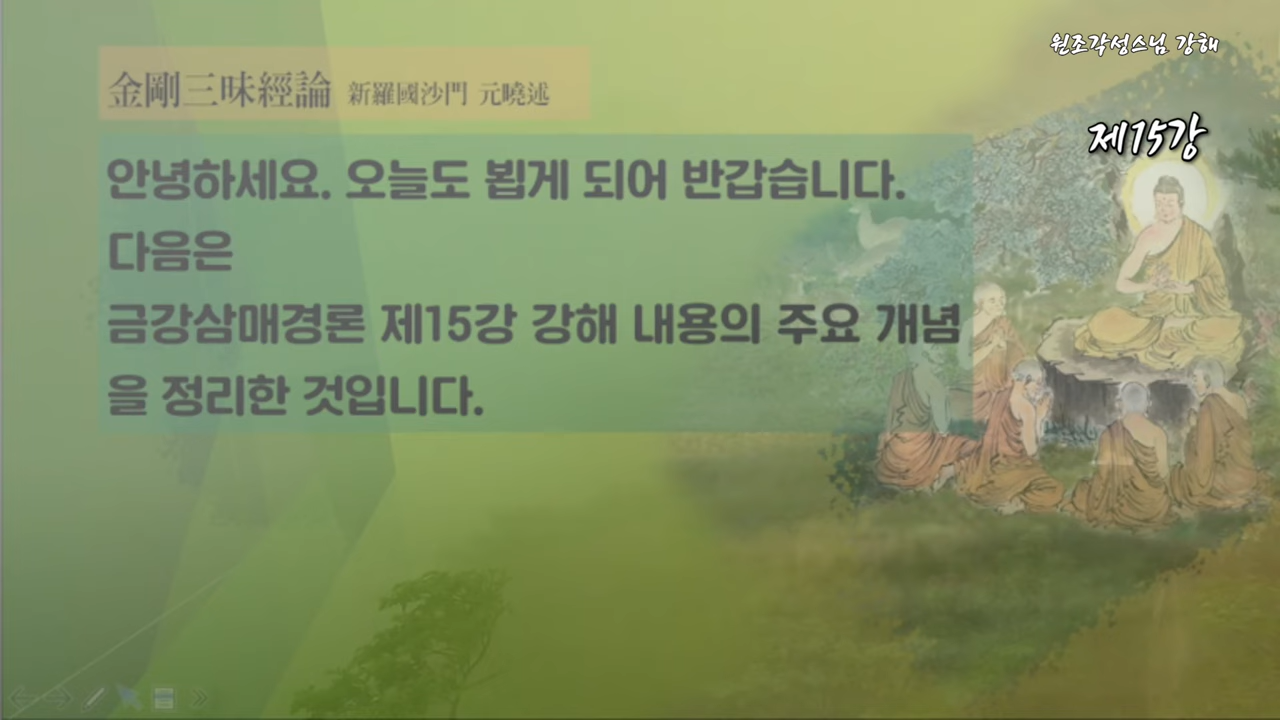 원조각성스님 강해
제15강
金剛三昧經論 新羅國沙門 元曉述
안녕하세요. 오늘도 뵙게 되어 반갑습니다.
다음은
금강삼매경론 제15강 강해 내용의 주요 개념
을 정리한 것입니다.